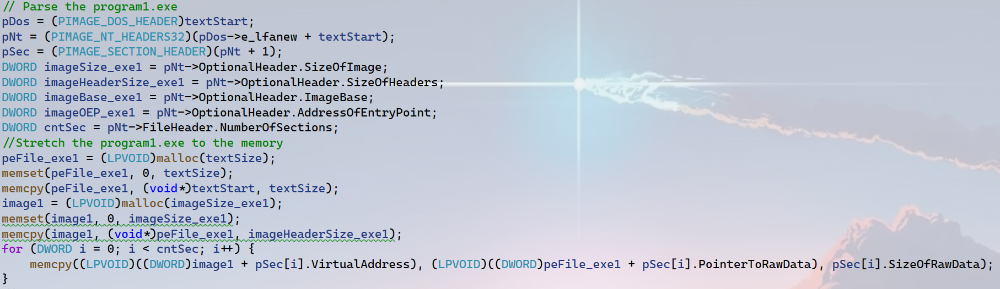 // Parse the program1.exe
pDos = (PIMAGE_DOS_HEADER)textStart;
pNt = (PIMAGE_NT_HEADERS32)(pDos->e_lfanew + textStart);
pSec = (PIMAGE_SECTION_HEADER)(pNt + 1);
DWORD imageSize_exe1 = pNt->OptionalHeader.SizeOfImage;
DWORD imageHeaderSize_exe1 = pNt->OptionalHeader.SizeOfHeaders;
DWORD imageBase_exe1 = pNt->OptionalHeader.ImageBase;
DWORD imageOEP_exe1 = pNt->OptionalHeader.AddressOfEntryPoint;
DWORD cntSec = pNt->FileHeader.NumberOfSections;
//Stretch the program1.exe to the memory
peFile_exe1 = (LPVOID)malloc(textSize);
memset(peFile_exe1, 0, textSize);
memcpy(peFile_exe1, (void*)textStart, textSize);
image1 = (LPVOID)malloc(imageSize_exe1);
memset(image1, 0, imageSize_exe1);
memcpy(image1, (void*)peFile_exe1, imageHeaderSize_exe1);
for (DWORD i = 0; i < cntSec; i++) {
    memcpy((LPVOID)((DWORD)image1 + pSec[i].VirtualAddress), (LPVOID)((DWORD)peFile_exe1 + pSec[i].PointerToRawData), pSec[i].SizeOfRawData);
}